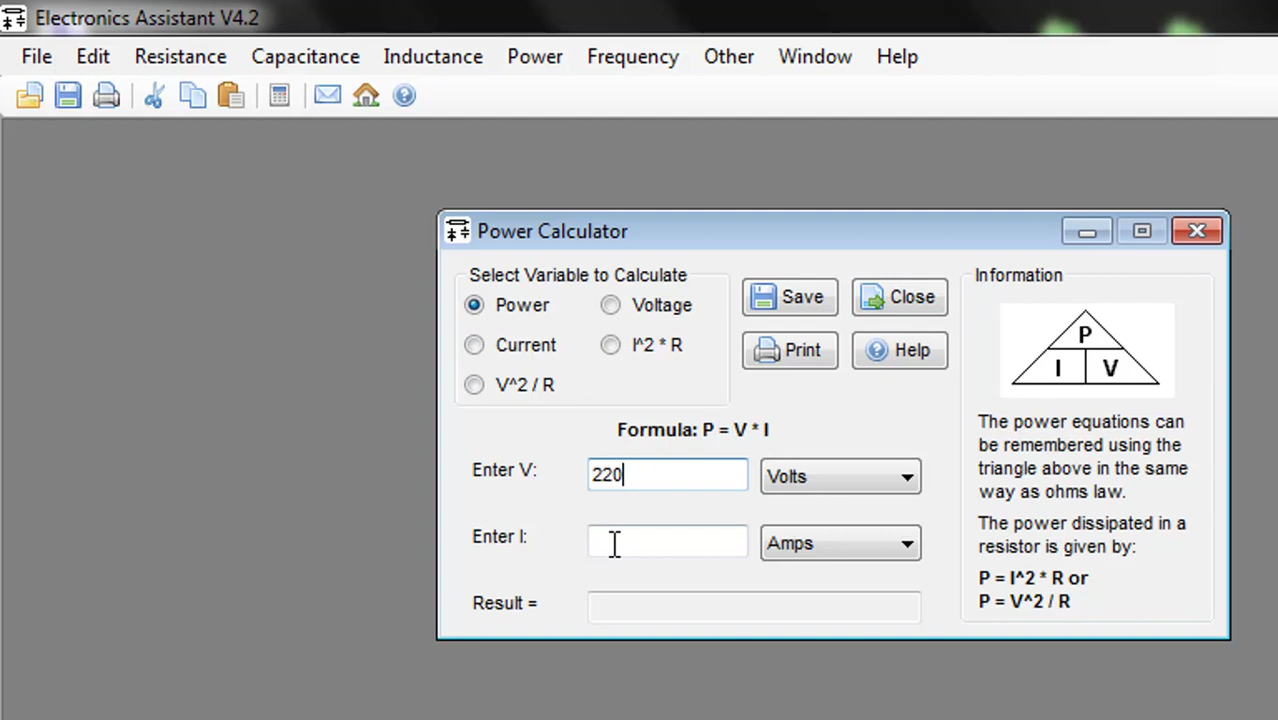 Electronics Assistant V4.2
File Edit Resistance Capacitance Inductance Power Frequency Other Window Help
Power Calculator
Select Variable to Calculate
Power Voltage
Current I^2 * R
V^2 / R
Save Close
Print Help
Formula: P = V * I
Enter V: 220 Volts
Enter I: Amps
Result =
Information
P
I V
The power equations can
be remembered using the
triangle above in the same
way as ohms law.
The power dissipated in a
resistor is given by:
P = I^2 * R or
P = V^2 / R